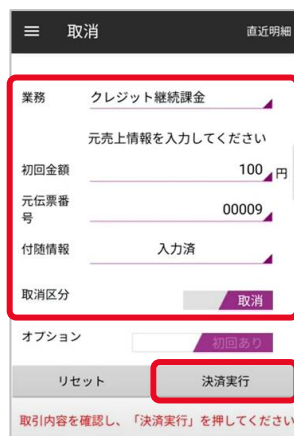 取消 直近明細
業務 クレジット継続課金
元売上情報を入力してください
初回金額 100 円
元伝票番
号 00009
付随情報 入力済
取消区分 取消
オプション 初回あり
リセット 決済実行
取引内容を確認し、「決済実行」を押してください